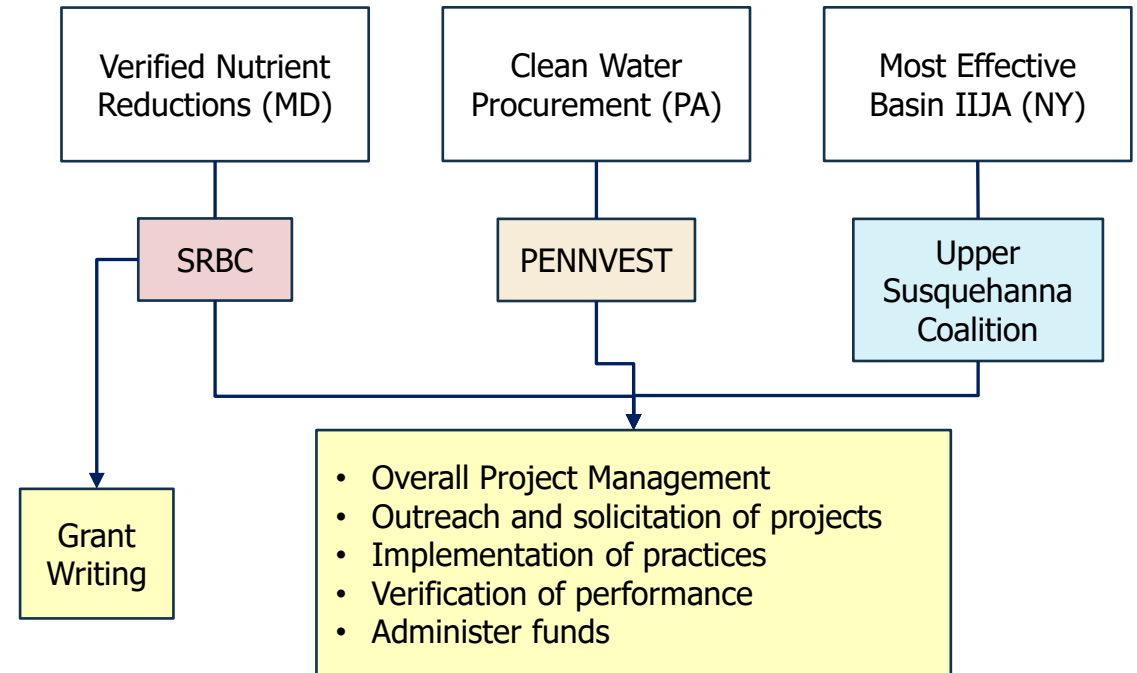 Verified Nutrient
Reductions (MD)
Clean Water
Procurement (PA)
Most Effective
Basin IIJA (NY)
SRBC
PENNVEST
Upper
Susquehanna
Coalition
Grant
Writing
• Overall Project Management
• Outreach and solicitation of projects
• Implementation of practices
• Verification of performance
• Administer funds